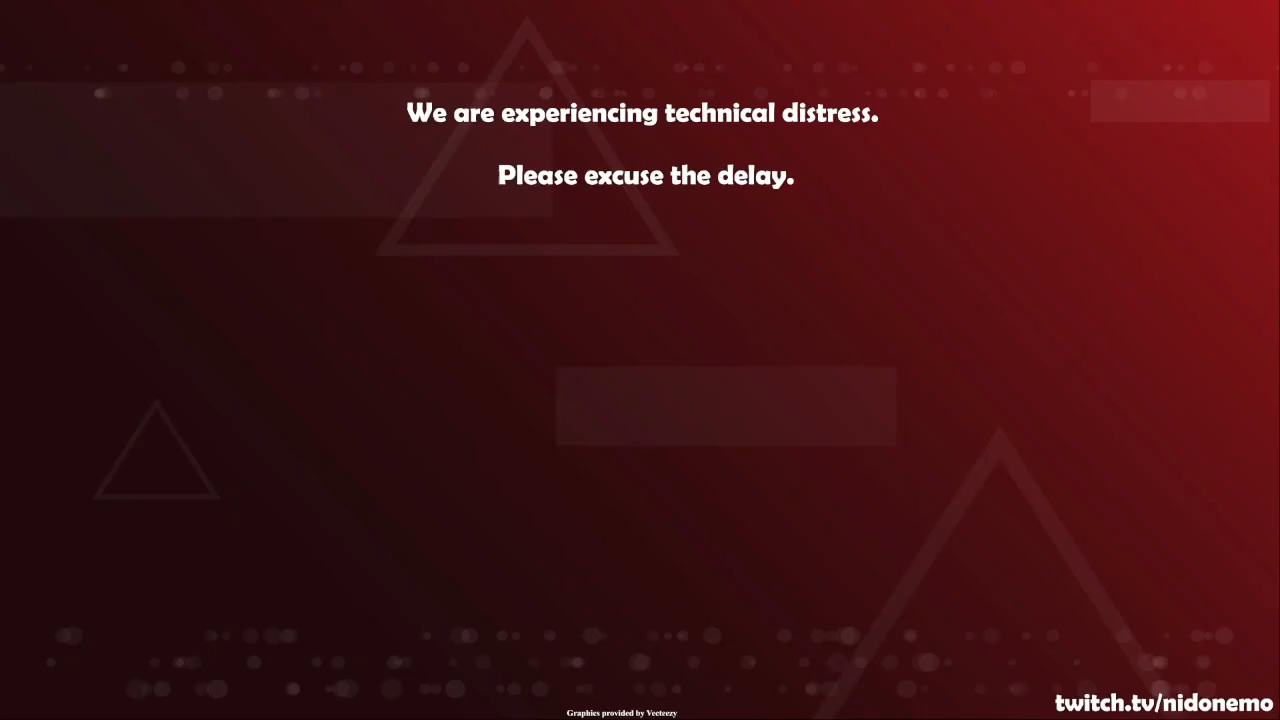 We are experiencing technical distress.
Please excuse the delay.
twitch.tv/nidonemo
Graphics provided by Vecteezy